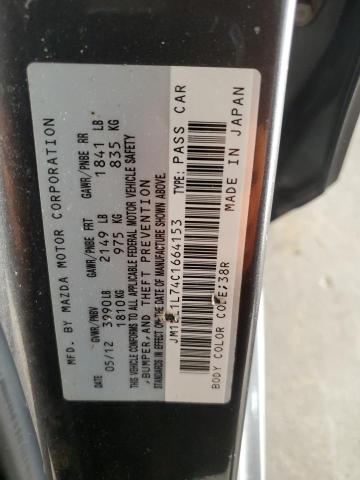 MFD. BY MAZDA MOTOR CORPORATION
GVWR/PNBV GAWR/PNBE FRT GAWR/PNBE RR
05/12 3990LB 2149 LB 1841 LB
1810KG 975 KG 835 KG
THIS VEHICLE CONFORMS TO ALL APPLICABLE FEDERAL MOTOR VEHICLE SAFETY
,BUMPER,AND THEFT PREVENTION
STANDARDS IN EFFECT ON THE DATE OF MANUFACTURE SHOWN ABOVE.
1L74C1664153 TYPE: PASS CAR
MADE IN JAPAN
BODY COLOR CODE;38R